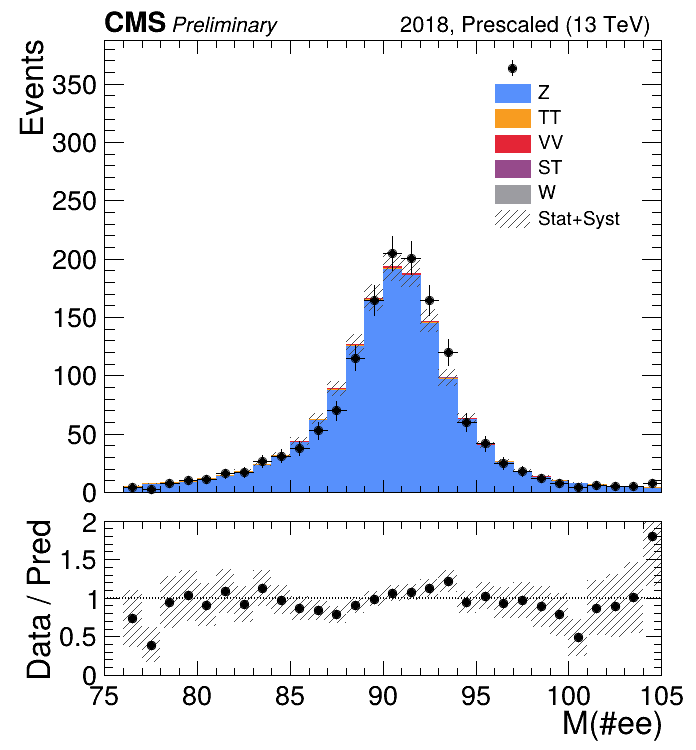 CMS Preliminary 2018, Prescaled (13 TeV)
Events
350
300
250
200
150
100
50
0
Z
TT
VV
ST
W
Stat+Syst
Data / Pred
2
1.5
1
0.5
0
75 80 85 90 95 100 105
M(#ee)